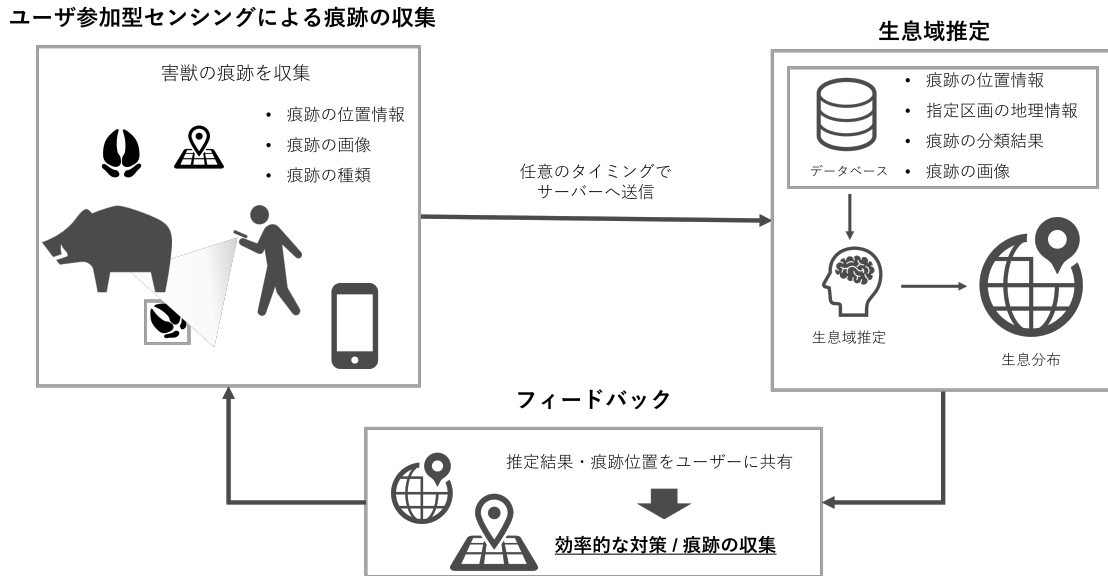 ユーザ参加型センシングによる痕跡の収集
害獣の痕跡を収集
• 痕跡の位置情報
• 痕跡の画像
• 痕跡の種類
任意のタイミングで
サーバーへ送信
生息域推定
データベース
• 痕跡の位置情報
• 指定区画の地理情報
• 痕跡の分類結果
• 痕跡の画像
生息域推定
生息分布
フィードバック
推定結果・痕跡位置をユーザーに共有
効率的な対策 / 痕跡の収集